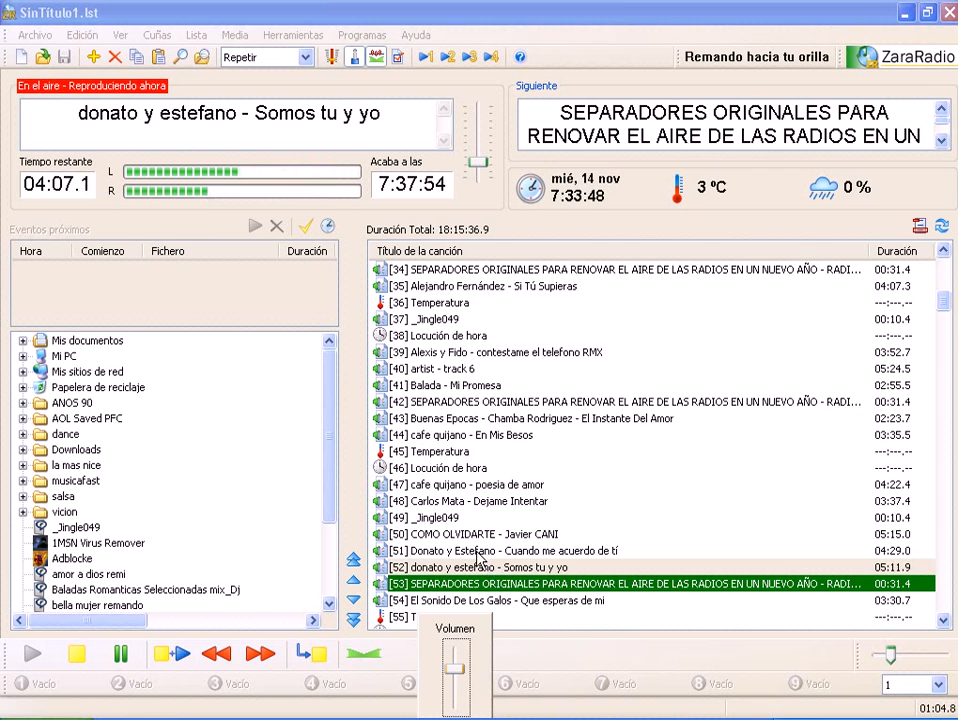 SinTítulo1.lst
Archivo Edición Ver Cuñas Lista Media Herramientas Programas Ayuda
Repetir
1 2 3 4
Remando hacia tu orilla
ZaraRadio
En el aire - Reproduciendo ahora
donato y estefano - Somos tu y yo
Tiempo restante
04:07.1
L
R
Acaba a las
7:37:54
Siguiente
SEPARADORES ORIGINALES PARA
RENOVAR EL AIRE DE LAS RADIOS EN UN
mié, 14 nov
7:33:48
3 ºC
0 %
Eventos próximos
Hora Comienzo Fichero Duración
Mis documentos
Mi PC
Mis sitios de red
Papelera de reciclaje
ANOS 90
AOL Saved PFC
dance
Downloads
la mas nice
musicafast
salsa
vicion
_Jingle049
1MSN Virus Remover
Adblocke
amor a dios remi
Baladas Romanticas Seleccionadas mix_Dj
bella mujer remando
Duración Total: 18:15:36.9
Título de la canción Duración
[34] SEPARADORES ORIGINALES PARA RENOVAR EL AIRE DE LAS RADIOS EN UN NUEVO AÑO - RADI... 00:31.4
[35] Alejandro Fernández - Si Tú Supieras 04:07.3
[36] Temperatura ---:---.--
[37] _Jingle049 00:10.4
[38] Locución de hora ---:---.--
[39] Alexis y Fido - contestame el telefono RMX 03:52.7
[40] artist - track 6 05:24.5
[41] Balada - Mi Promesa 02:55.5
[42] SEPARADORES ORIGINALES PARA RENOVAR EL AIRE DE LAS RADIOS EN UN NUEVO AÑO - RADI... 00:31.4
[43] Buenas Epocas - Chamba Rodriguez - El Instante Del Amor 02:23.7
[44] cafe quijano - En Mis Besos 03:35.5
[45] Temperatura ---:---.--
[46] Locución de hora ---:---.--
[47] cafe quijano - poesia de amor 04:22.4
[48] Carlos Mata - Dejame Intentar 03:37.4
[49] _Jingle049 00:10.4
[50] COMO OLVIDARTE - Javier CANI 05:15.0
[51] Donato y Estefano - Cuando me acuerdo de tí 04:29.0
[52] donato y estefano - Somos tu y yo 05:11.9
[53] SEPARADORES ORIGINALES PARA RENOVAR EL AIRE DE LAS RADIOS EN UN NUEVO AÑO - RADI... 00:31.4
[54] El Sonido De Los Galos - Que esperas de mi 03:30.7
[55] T ---:---.--
Volumen
1 Vacío 2 Vacío 3 Vacío 4 Vacío 5 6 Vacío 7 Vacío 8 Vacío 9 Vacío 1
01:04.8